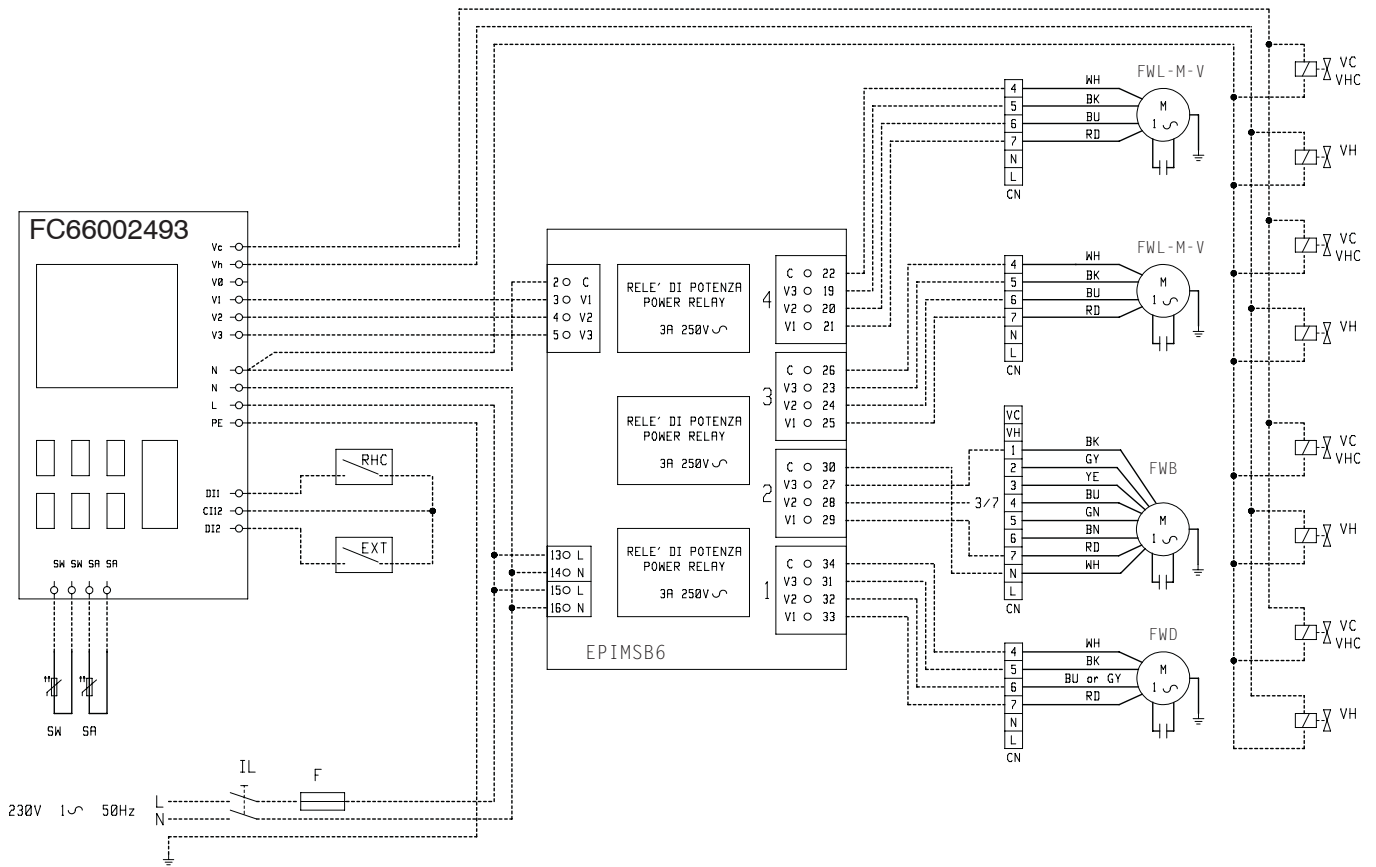 FC66002493
Vc
Vh
V0
V1
V2
V3
N
N
L
PE
DI1
CI12
DI2
SW SW SA SA
SW SA
RHC
EXT
IL
F
230V 1 50Hz
L
N
2 C
3 V1
4 V2
5 V3
13 L
14 N
15 L
16 N
RELE' DI POTENZA
POWER RELAY
3A 250V
RELE' DI POTENZA
POWER RELAY
3A 250V
RELE' DI POTENZA
POWER RELAY
3A 250V
EPIMSB6
4
C 22
V3 19
V2 20
V1 21
3
C 26
V3 23
V2 24
V1 25
2
C 30
V3 27
V2 28
V1 29
1
C 34
V3 31
V2 32
V1 33
FWL-M-V
4 WH
5 BK
6 BU
7 RD
N
L
CN
M
1
FWL-M-V
4 WH
5 BK
6 BU
7 RD
N
L
CN
M
1
3/7
FWB
VC
VH
1 BK
2 GY
3 YE
4 BU
5 GN
6 BN
7 RD
N WH
L
CN
M
1
FWD
4 WH
5 BK
6 BU or GY
7 RD
N
L
CN
M
1
VC
VHC
VH
VC
VHC
VH
VC
VHC
VH
VC
VHC
VH